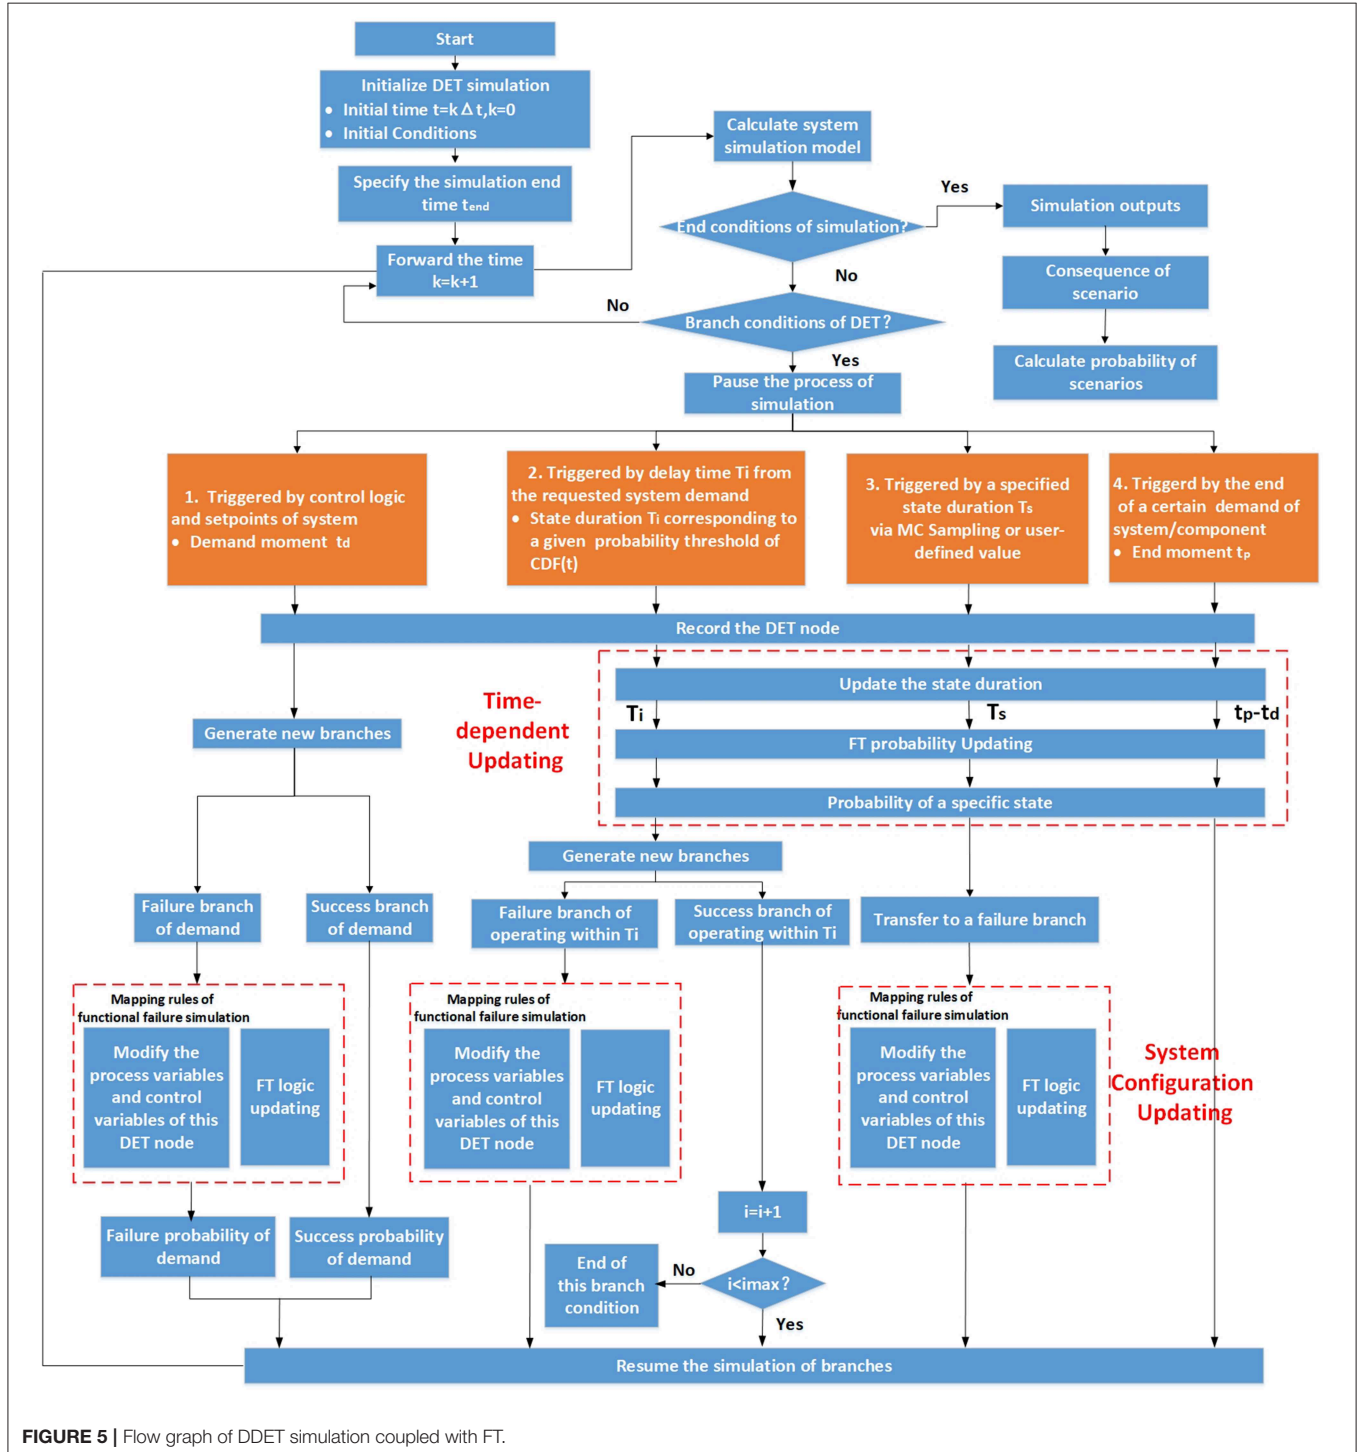 Start
Initialize DET simulation
• Initial time t=kΔt,k=0
• Initial Conditions
Specify the simulation end
time tend
Forward the time
k=k+1
Calculate system
simulation model
End conditions of simulation?
Yes
Simulation outputs
Consequence of
scenario
Calculate probability of
scenarios
No
Branch conditions of DET?
No
Yes
Pause the process of
simulation
1. Triggered by control logic
and setpoints of system
• Demand moment td
2. Triggered by delay time Ti from
the requested system demand
• State duration Ti corresponding to
a given probability threshold of
CDF(t)
3. Triggered by a specified
state duration Ts
via MC Sampling or user-
defined value
4. Triggerd by the end
of a certain demand of
system/component
• End moment tp
Record the DET node
Time-
dependent
Updating
Update the state duration
Ti
Ts
tp-td
FT probability Updating
Probability of a specific state
Generate new branches
Failure branch
of demand
Success branch
of demand
Generate new branches
Failure branch of
operating within Ti
Success branch of
operating within Ti
Transfer to a failure branch
Mapping rules of
functional failure simulation
Modify the
process variables
and control
variables of this
DET node
FT logic
updating
Mapping rules of
functional failure simulation
Modify the
process variables
and control
variables of this
DET node
FT logic
updating
Mapping rules of
functional failure simulation
Modify the
process variables
and control
variables of this
DET node
FT logic
updating
System
Configuration
Updating
Failure probability of
demand
Success probability
of demand
i=i+1
i<imax?
No
End of
this branch
condition
Yes
Resume the simulation of branches
FIGURE 5 | Flow graph of DDET simulation coupled with FT.